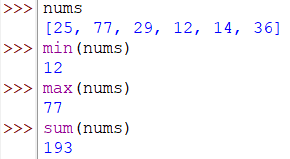 >>> nums
[25, 77, 29, 12, 14, 36]
>>> min(nums)
12
>>> max(nums)
77
>>> sum(nums)
193